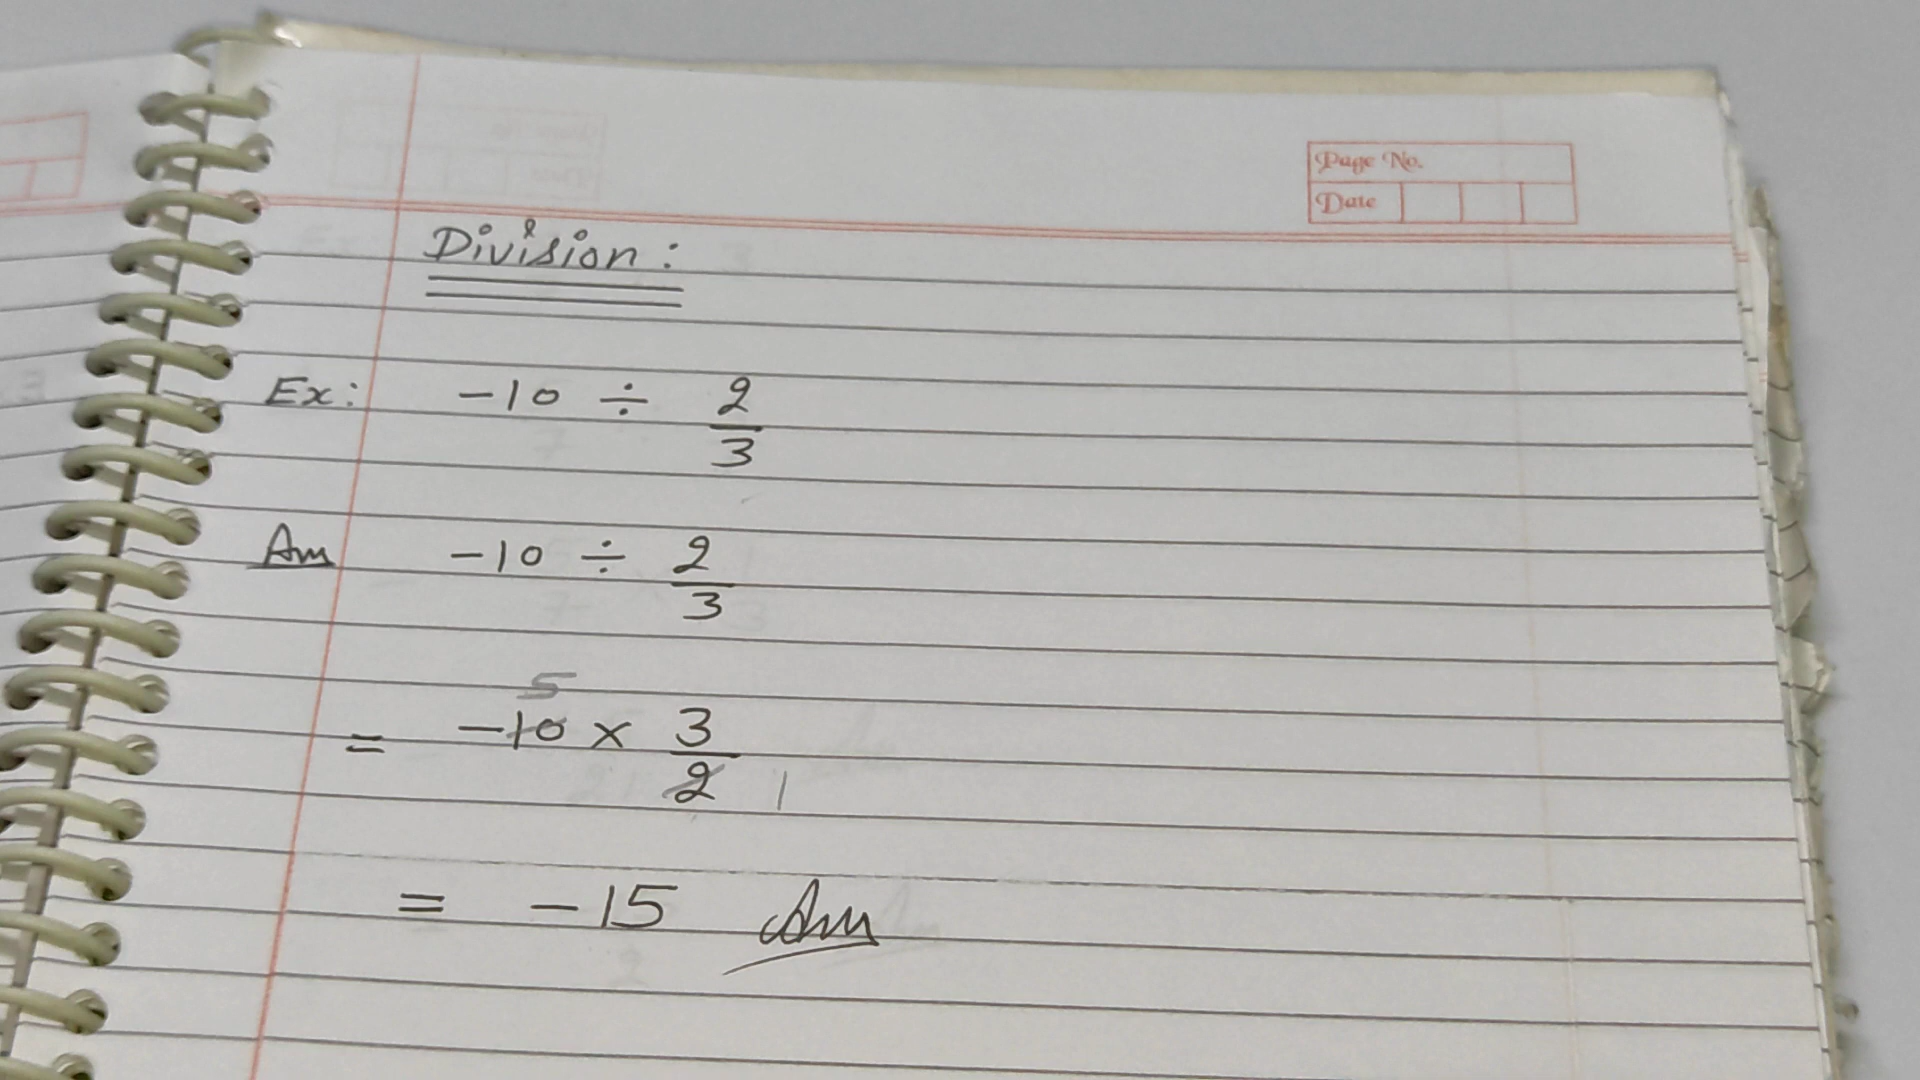 Page No.
Date
Division:
Ex: -10 ÷ 2/3
Ans -10 ÷ 2/3
5
= -10 × 3/2 1
= -15 Ans